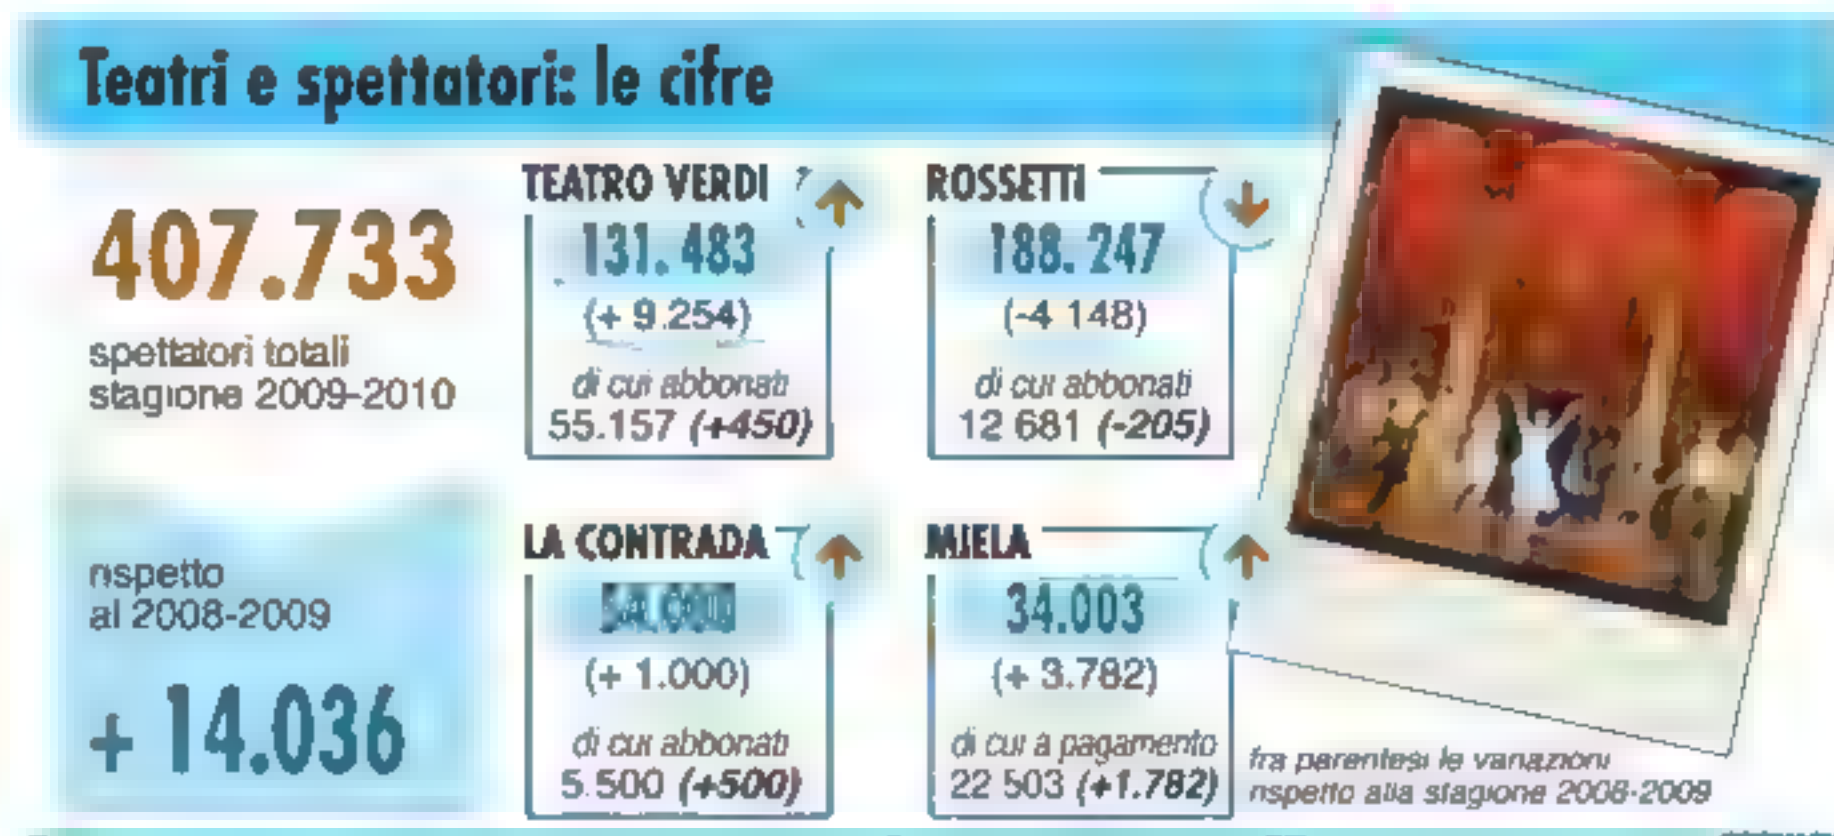 Teatri e spettatori: le cifre
407.733
spettatori totali
stagione 2009-2010
rispetto
al 2008-2009
+ 14.036
TEATRO VERDI
131.483
(+ 9.254)
di cui abbonati
55.157 (+450)
ROSSETTI
188.247
(-4 148)
di cui abbonati
12 681 (-205)
LA CONTRADA
(+ 1.000)
di cui abbonati
5.500 (+500)
MIELA
34.003
(+ 3.782)
di cui a pagamento
22 503 (+1.782)
fra parentesi le variazioni
rispetto alla stagione 2008-2009